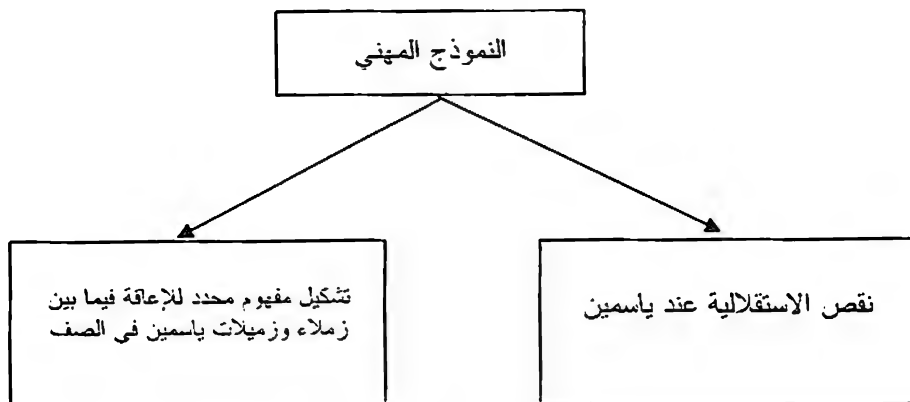 النموذج المهني
نقص الاستقلالية عند ياسمين
تشكيل مفهوم محدد للإعاقة فيما بين
زملاء وزميلات ياسمين في الصف